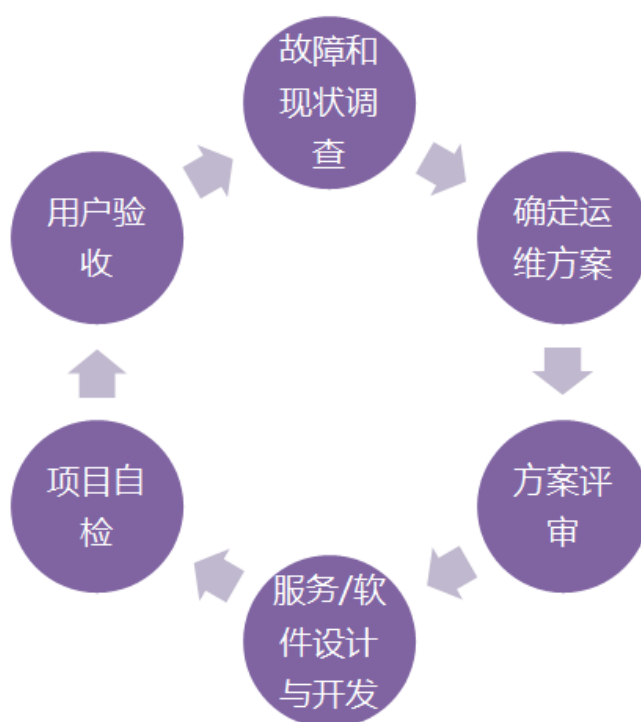 故障和
现状调
查
确定运
维方案
方案评
审
服务/软
件设计
与开发
项目自
检
用户验
收